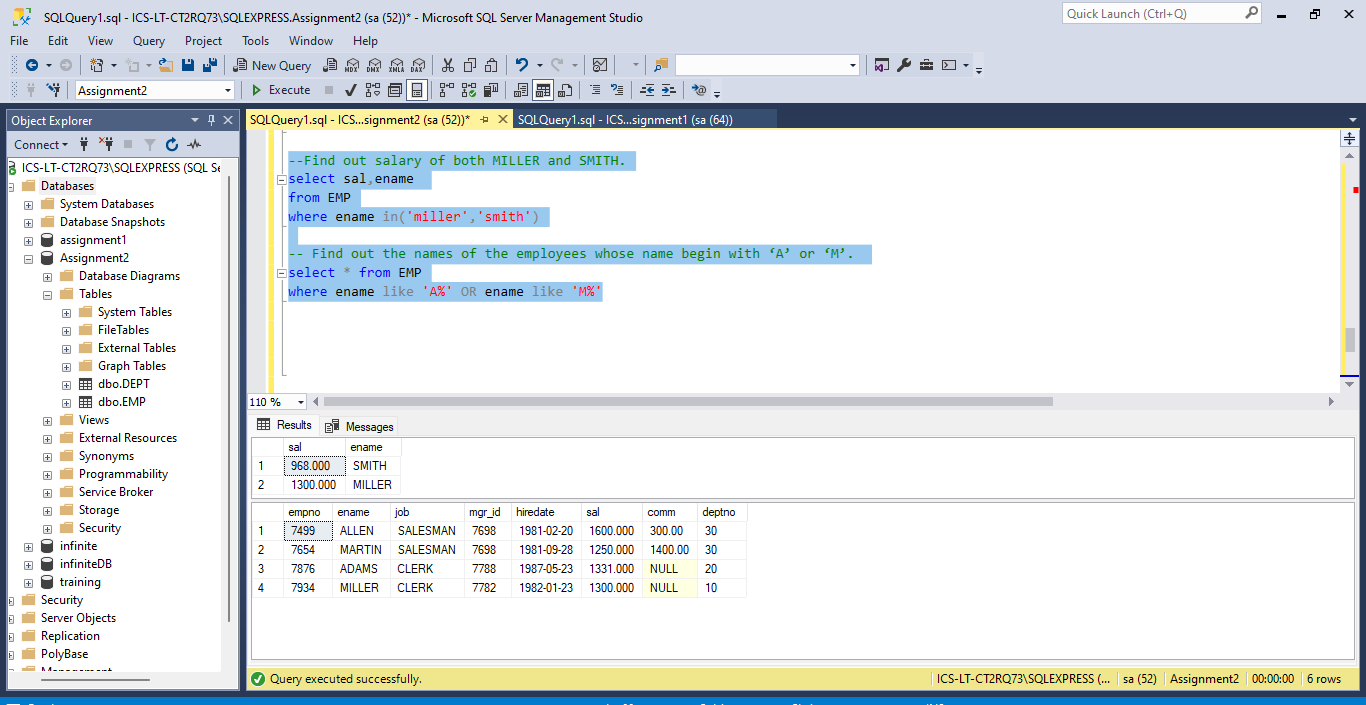 SQLQuery1.sql - ICS-LT-CT2RQ73\SQLEXPRESS.Assignment2 (sa (52))* - Microsoft SQL Server Management Studio
Quick Launch (Ctrl+Q)
File Edit View Query Project Tools Window Help
New Query MDX DMX XMLA DAX
Assignment2 Execute
Object Explorer
Connect
ICS-LT-CT2RQ73\SQLEXPRESS (SQL Se
Databases
System Databases
Database Snapshots
assignment1
Assignment2
Database Diagrams
Tables
System Tables
FileTables
External Tables
Graph Tables
dbo.DEPT
dbo.EMP
Views
External Resources
Synonyms
Programmability
Service Broker
Storage
Security
infinite
infiniteDB
training
Security
Server Objects
Replication
PolyBase
Management
SQLQuery1.sql - ICS...signment2 (sa (52))* SQLQuery1.sql - ICS...signment1 (sa (64))
--Find out salary of both MILLER and SMITH.
select sal,ename
from EMP
where ename in('miller','smith')
-- Find out the names of the employees whose name begin with ‘A’ or ‘M’.
select * from EMP
where ename like 'A%' OR ename like 'M%'
110 %
Results Messages
sal ename
1 968.000 SMITH
2 1300.000 MILLER
empno ename job mgr_id hiredate sal comm deptno
1 7499 ALLEN SALESMAN 7698 1981-02-20 1600.000 300.00 30
2 7654 MARTIN SALESMAN 7698 1981-09-28 1250.000 1400.00 30
3 7876 ADAMS CLERK 7788 1987-05-23 1331.000 NULL 20
4 7934 MILLER CLERK 7782 1982-01-23 1300.000 NULL 10
Query executed successfully. ICS-LT-CT2RQ73\SQLEXPRESS (... sa (52) Assignment2 00:00:00 6 rows